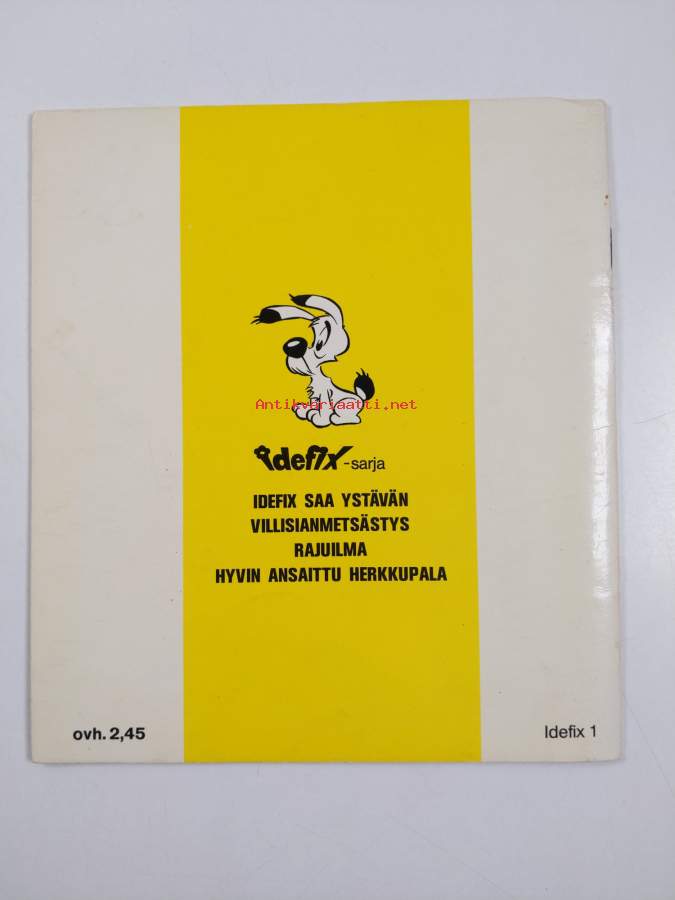 Antikvariaatti.net
idefix-sarja
IDEFIX SAA YSTÄVÄN
VILLISIANMETSÄSTYS
RAJUILMA
HYVIN ANSAITTU HERKKUPALA
ovh. 2,45
Idefix 1